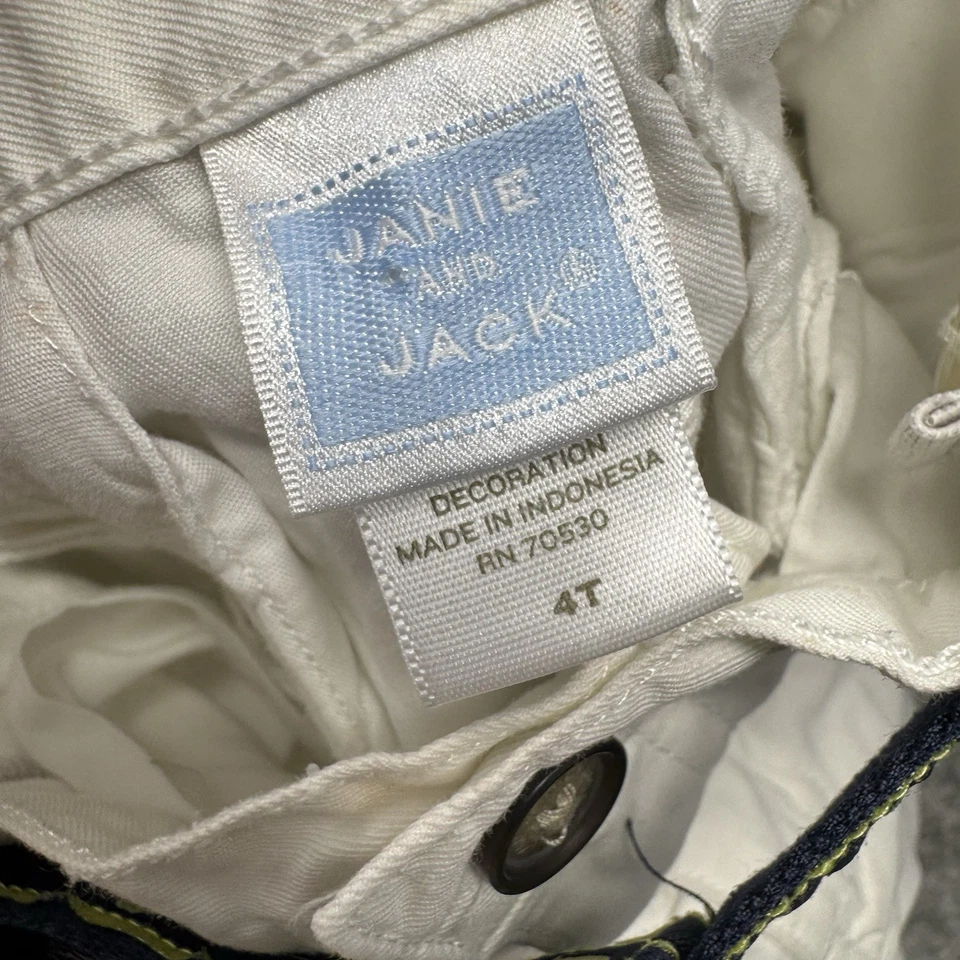 JANIE
AND
JACK®
DECORATION
MADE IN INDONESIA
RN 70530
4T